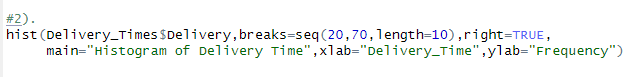 #2).
hist(Delivery_Times$Delivery,breaks=seq(20,70,length=10),right=TRUE,
main="Histogram of Delivery Time",xlab="Delivery_Time",ylab="Frequency")